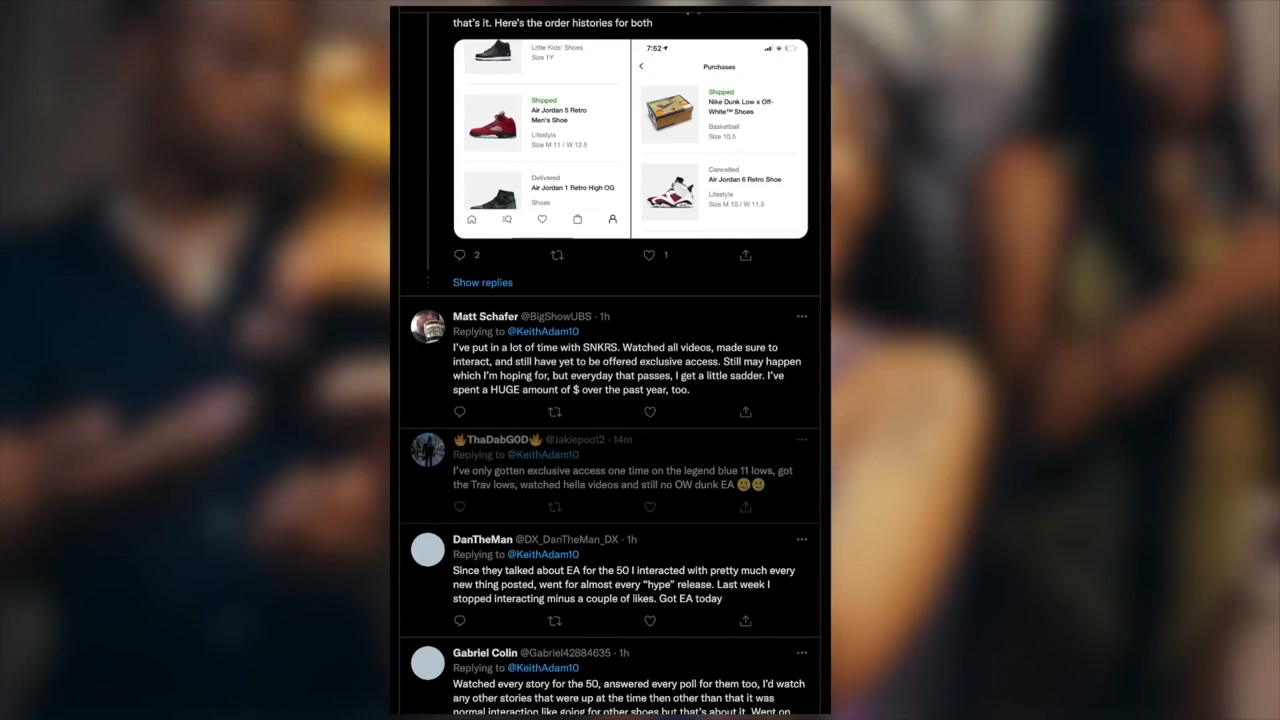 that's it. Here's the order histories for both
Little Kids' Shoes
Size 1Y
Shipped
Air Jordan 5 Retro
Men's Shoe
Lifestyle
Size M 11 / W 12.5
Delivered
Air Jordan 1 Retro High OG
Shoes
7:52
Purchases
Shipped
Nike Dunk Low x Off-
White™ Shoes
Basketball
Size 10.5
Cancelled
Air Jordan 6 Retro Shoe
Lifestyle
Size M 10 / W 11.5
2
1
Show replies
Matt Schafer @BigShowUBS · 1h
Replying to @KeithAdam10
I've put in a lot of time with SNKRS. Watched all videos, made sure to
interact, and still have yet to be offered exclusive access. Still may happen
which I'm hoping for, but everyday that passes, I get a little sadder. I've
spent a HUGE amount of $ over the past year, too.
🔥ThaDabG0D🔥 @Jakiepoo12 · 14m
Replying to @KeithAdam10
I've only gotten exclusive access one time on the legend blue 11 lows, got
the Trav lows, watched hella videos and still no OW dunk EA
DanTheMan @DX_DanTheMan_DX · 1h
Replying to @KeithAdam10
Since they talked about EA for the 50 I interacted with pretty much every
new thing posted, went for almost every "hype" release. Last week I
stopped interacting minus a couple of likes. Got EA today
Gabriel Colin @Gabriel42884635 · 1h
Replying to @KeithAdam10
Watched every story for the 50, answered every poll for them too, I'd watch
any other stories that were up at the time then other than that it was
normal interaction like going for other shoes but that's about it. Went on